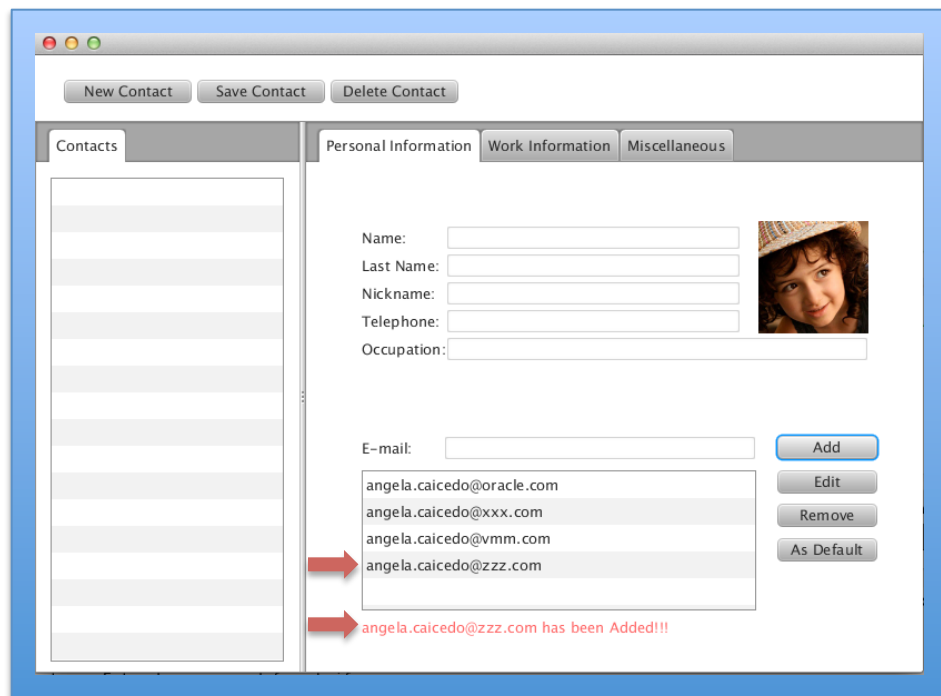 New Contact Save Contact Delete Contact
Contacts
Personal Information Work Information Miscellaneous
Name:
Last Name:
Nickname:
Telephone:
Occupation:
E-mail: Add
angela.caicedo@oracle.com Edit
angela.caicedo@xxx.com Remove
angela.caicedo@vmm.com As Default
angela.caicedo@zzz.com
angela.caicedo@zzz.com has been Added!!!